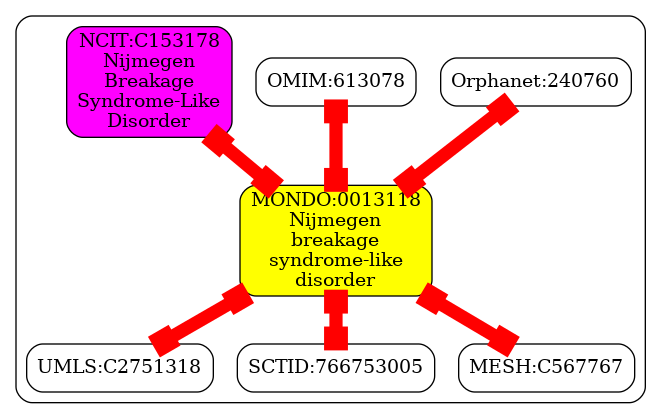 NCIT:C153178
Nijmegen
Breakage
Syndrome-Like
Disorder
OMIM:613078
Orphanet:240760
MONDO:0013118
Nijmegen
breakage
syndrome-like
disorder
UMLS:C2751318
SCTID:766753005
MESH:C567767